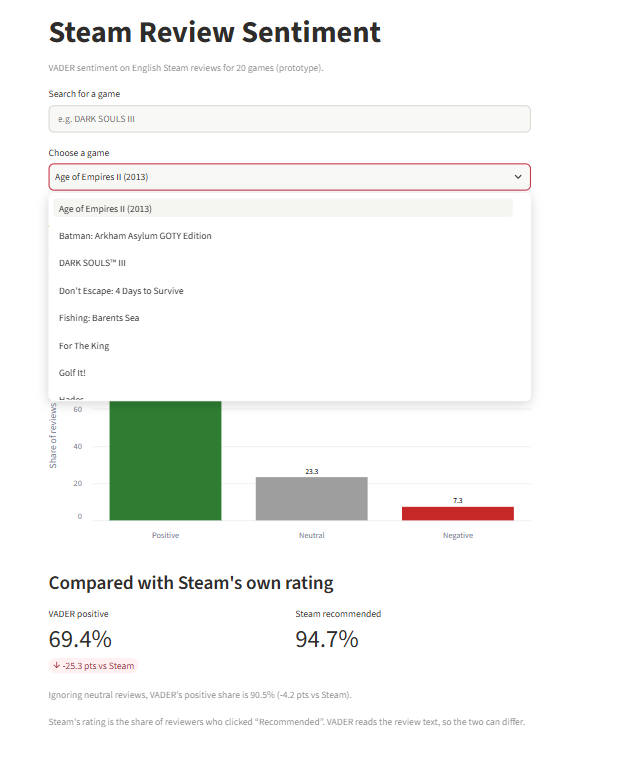 Steam Review Sentiment
VADER sentiment on English Steam reviews for 20 games (prototype).
Search for a game
e.g. DARK SOULS III
Choose a game
Age of Empires II (2013)
Age of Empires II (2013)
Batman: Arkham Asylum GOTY Edition
DARK SOULS™ III
Don't Escape: 4 Days to Survive
Fishing: Barents Sea
For The King
Golf It!
Hades
Share of reviews
60
40
20
0
23.3
7.3
Positive
Neutral
Negative
Compared with Steam's own rating
VADER positive
Steam recommended
69.4%
94.7%
↓ -25.3 pts vs Steam
Ignoring neutral reviews, VADER's positive share is 90.5% (-4.2 pts vs Steam).
Steam's rating is the share of reviewers who clicked “Recommended”. VADER reads the review text, so the two can differ.